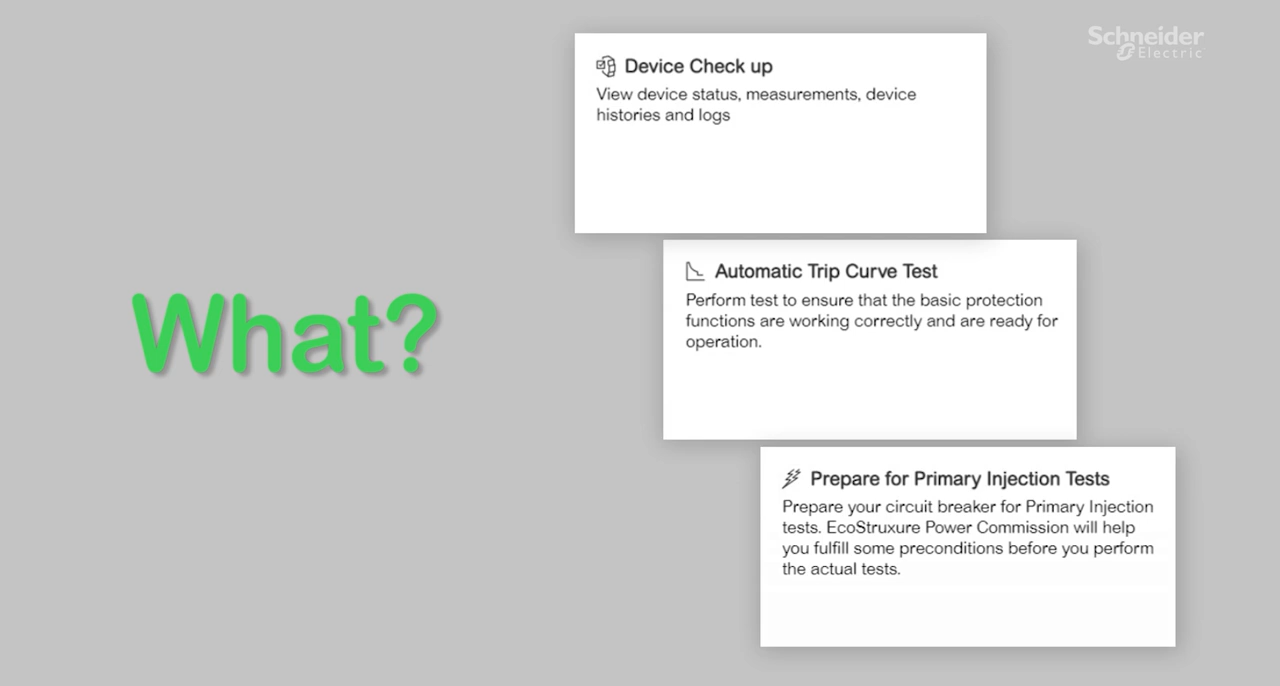 Schneider
Electric
What?
Device Check up
View device status, measurements, device
histories and logs
Automatic Trip Curve Test
Perform test to ensure that the basic protection
functions are working correctly and are ready for
operation.
Prepare for Primary Injection Tests
Prepare your circuit breaker for Primary Injection
tests. EcoStruxure Power Commission will help
you fulfill some preconditions before you perform
the actual tests.